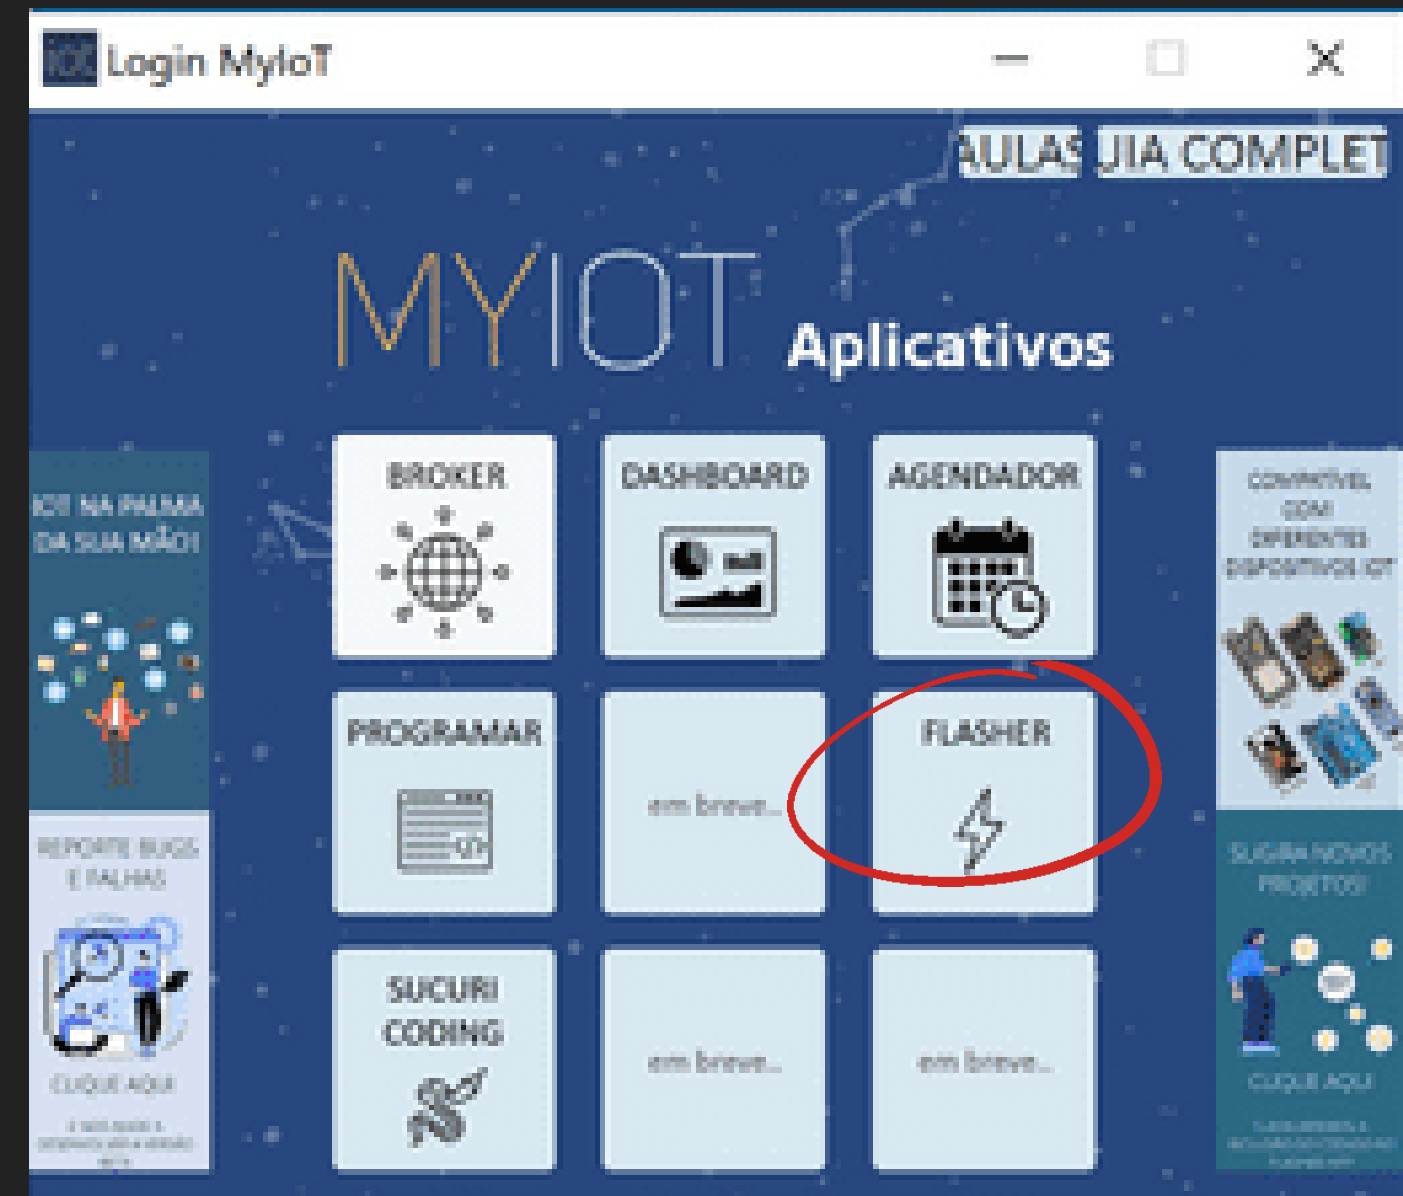 Login MyIoT
AULAS
UIA COMPLET
MYIOT Aplicativos
BROKER
DASHBOARD
AGENDADOR
IOT NA PALMA
DA SUA MÃO!
COMPATÍVEL
COM
DIFERENTES
DISPOSITIVOS IOT
PROGRAMAR
em breve...
FLASHER
REPORTE BUGS
E FALHAS
CLIQUE AQUI
SUGIRA NOVOS
PROJETOS!
CLIQUE AQUI
SUCURI
CODING
em breve...
em breve...